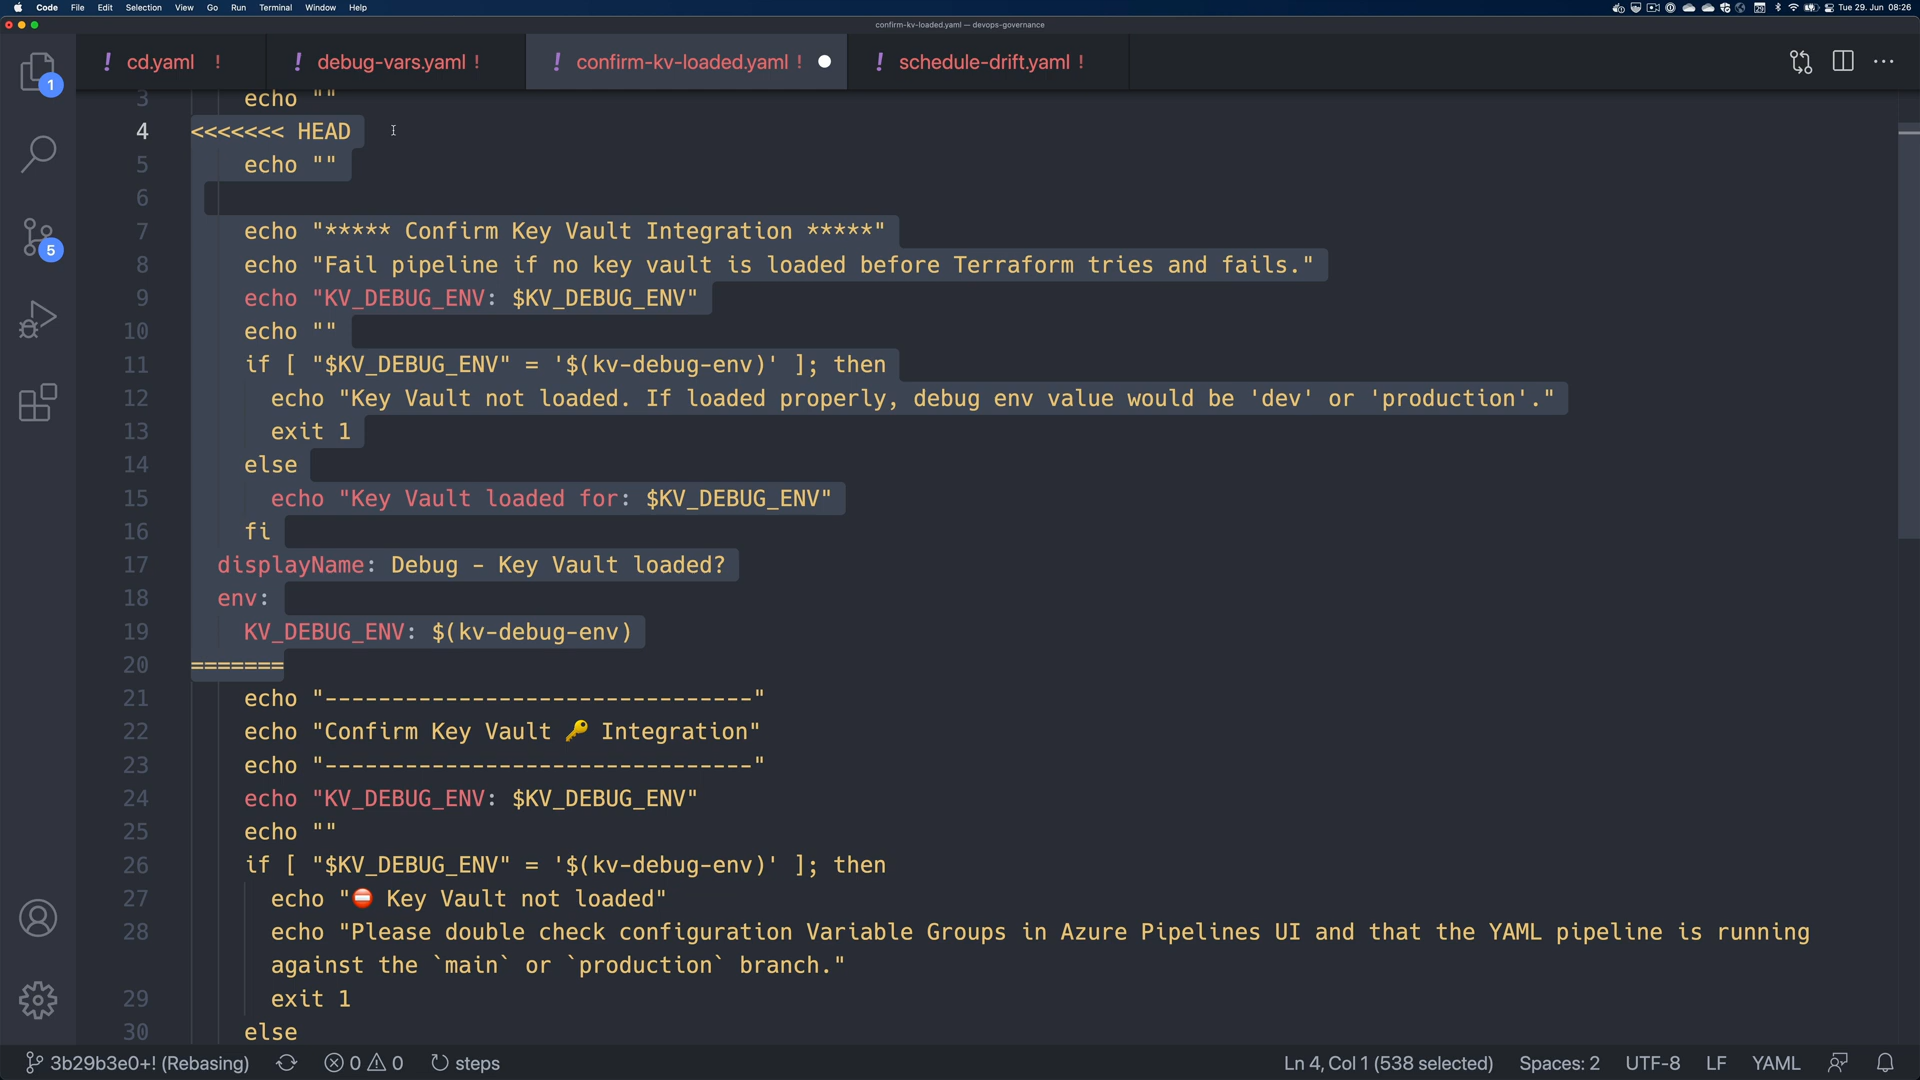 Code File Edit Selection View Go Run Terminal Window Help
Tue 29. Jun 08:26
confirm-kv-loaded.yaml — devops-governance
! cd.yaml !
! debug-vars.yaml !
! confirm-kv-loaded.yaml !
! schedule-drift.yaml !
1
5
3 echo ""
4 <<<<<<< HEAD
5 echo ""
6
7 echo "***** Confirm Key Vault Integration *****"
8 echo "Fail pipeline if no key vault is loaded before Terraform tries and fails."
9 echo "KV_DEBUG_ENV: $KV_DEBUG_ENV"
10 echo ""
11 if [ "$KV_DEBUG_ENV" = '$(kv-debug-env)' ]; then
12 echo "Key Vault not loaded. If loaded properly, debug env value would be 'dev' or 'production'."
13 exit 1
14 else
15 echo "Key Vault loaded for: $KV_DEBUG_ENV"
16 fi
17 displayName: Debug - Key Vault loaded?
18 env:
19 KV_DEBUG_ENV: $(kv-debug-env)
20 =======
21 echo "--------------------------------"
22 echo "Confirm Key Vault 🔑 Integration"
23 echo "--------------------------------"
24 echo "KV_DEBUG_ENV: $KV_DEBUG_ENV"
25 echo ""
26 if [ "$KV_DEBUG_ENV" = '$(kv-debug-env)' ]; then
27 echo "⛔ Key Vault not loaded"
28 echo "Please double check configuration Variable Groups in Azure Pipelines UI and that the YAML pipeline is running
against the `main` or `production` branch."
29 exit 1
30 else
3b29b3e0+! (Rebasing) 0 0 steps Ln 4, Col 1 (538 selected) Spaces: 2 UTF-8 LF YAML